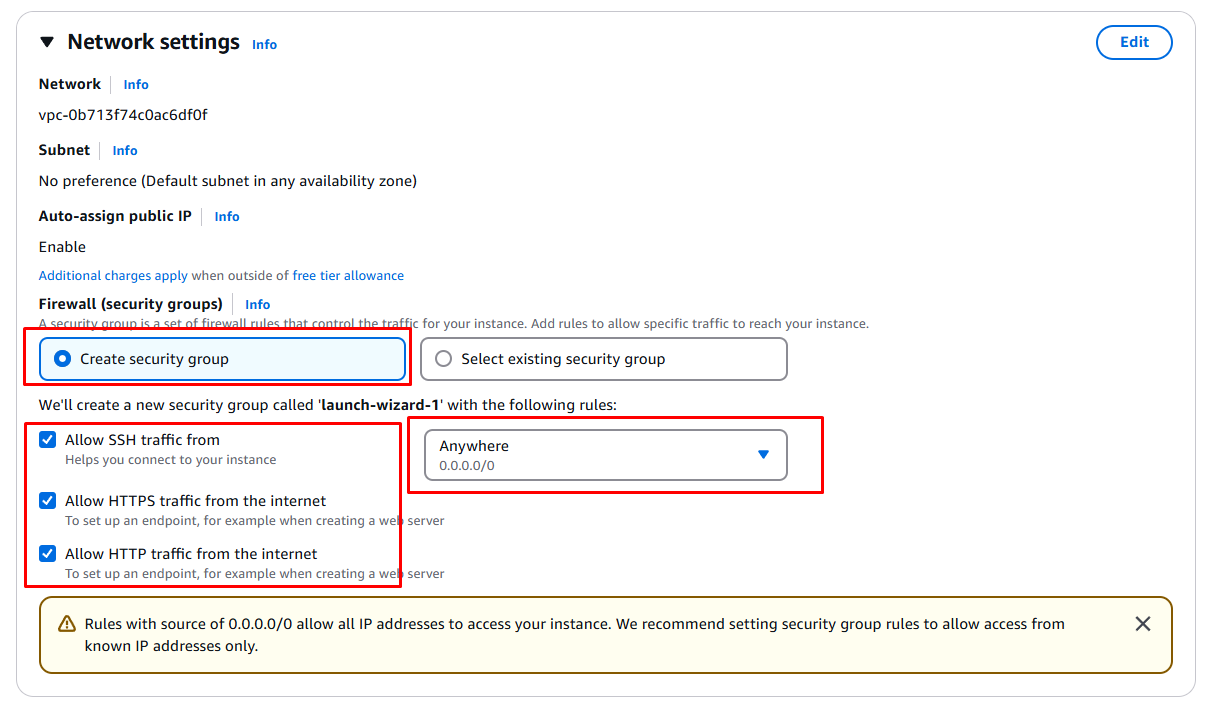 Network settings Info
Edit
Network Info
vpc-0b713f74c0ac6df0f
Subnet Info
No preference (Default subnet in any availability zone)
Auto-assign public IP Info
Enable
Additional charges apply when outside of free tier allowance
Firewall (security groups) Info
A security group is a set of firewall rules that control the traffic for your instance. Add rules to allow specific traffic to reach your instance.
Create security group
Select existing security group
We'll create a new security group called 'launch-wizard-1' with the following rules:
Allow SSH traffic from
Helps you connect to your instance
Anywhere
0.0.0.0/0
Allow HTTPS traffic from the internet
To set up an endpoint, for example when creating a web server
Allow HTTP traffic from the internet
To set up an endpoint, for example when creating a web server
Rules with source of 0.0.0.0/0 allow all IP addresses to access your instance. We recommend setting security group rules to allow access from
known IP addresses only.